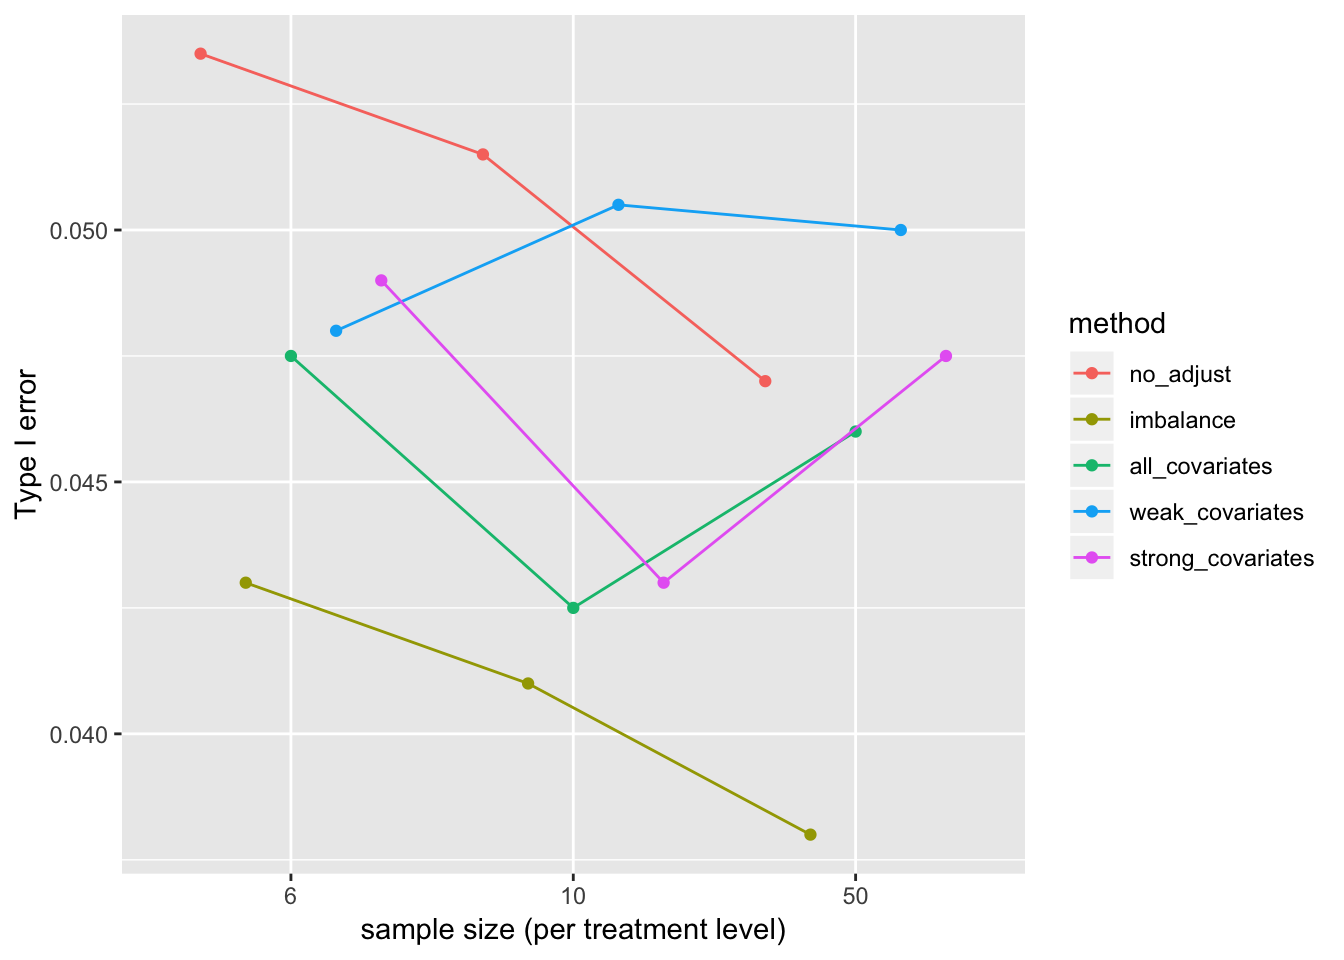 Type I error
0.050
0.045
0.040
6
10
50
sample size (per treatment level)
method
no_adjust
imbalance
all_covariates
weak_covariates
strong_covariates